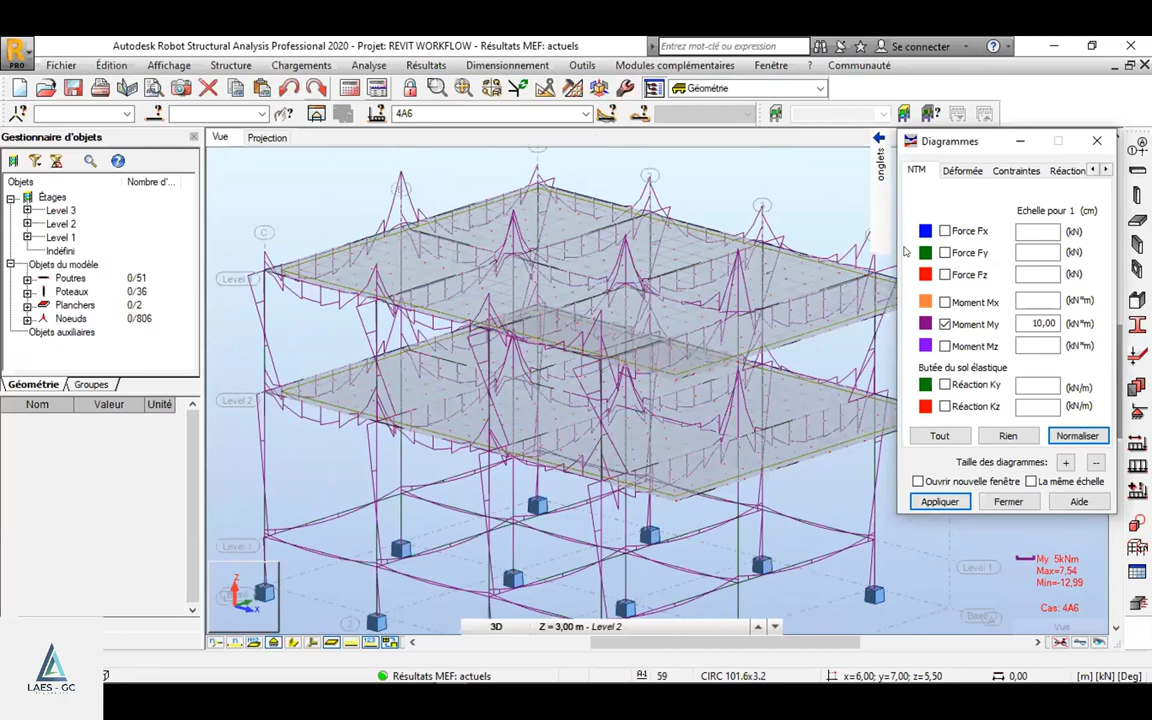 Autodesk Robot Structural Analysis Professional 2020 - Projet: REVIT WORKFLOW - Résultats MEF: actuels
Entrez mot-clé ou expression
Se connecter
PRO
Fichier Édition Affichage Structure Chargements Analyse Résultats Dimensionnement Outils Modules complémentaires Fenêtre ? Communauté
Géométrie
4A6
Gestionnaire d'objets
Objets Nombre d'...
Étages
Level 3
Level 2
Level 1
Indéfini
Objets du modèle
Poutres 0/51
Poteaux 0/36
Planchers 0/2
Noeuds 0/806
Objets auxiliaires
Géométrie Groupes
Nom Valeur Unité
Vue Projection
onglets
C
Level 2
Level 1
Level 1
Z
X
3D Z = 3,00 m - Level 2
My 5kNm
Max=7,54
Min=-12,99
Cas: 4A6
Vue
Diagrammes
NTM Déformée Contraintes Réaction
Echelle pour 1 (cm)
Force Fx (kN)
Force Fy (kN)
Force Fz (kN)
Moment Mx (kN*m)
Moment My 10,00 (kN*m)
Moment Mz (kN*m)
Butée du sol élastique
Réaction Ky (kN/m)
Réaction Kz (kN/m)
Tout Rien Normaliser
Taille des diagrammes: + --
Ouvrir nouvelle fenêtre La même échelle
Appliquer Fermer Aide
Résultats MEF: actuels 59 CIRC 101.6x3.2 x=6,00; y=7,00; z=5,50 0,00 [m] [kN] [Deg]
LAES - GC